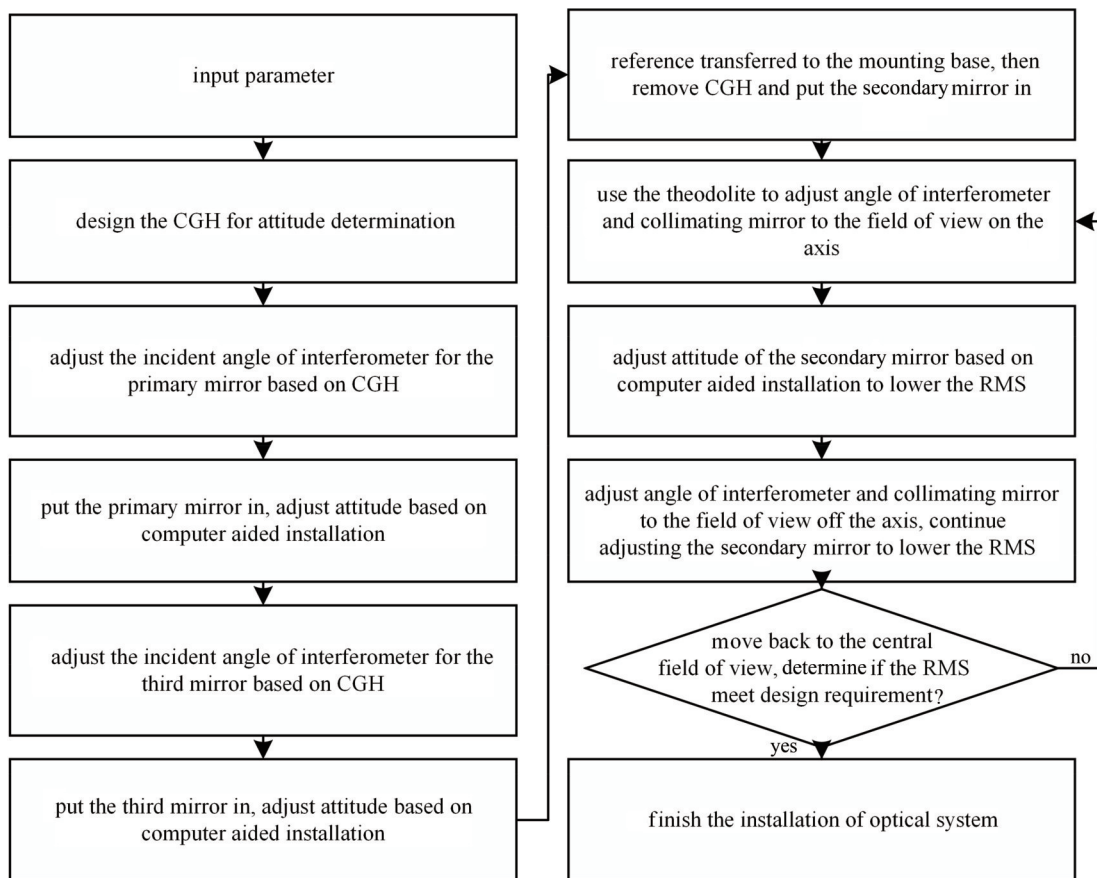 input parameter
design the CGH for attitude determination
adjust the incident angle of interferometer for the
primary mirror based on CGH
put the primary mirror in, adjust attitude based on
computer aided installation
adjust the incident angle of interferometer for the
third mirror based on CGH
put the third mirror in, adjust attitude based on
computer aided installation
reference transferred to the mounting base, then
remove CGH and put the secondary mirror in
use the theodolite to adjust angle of interferometer
and collimating mirror to the field of view on the
axis
adjust attitude of the secondary mirror based on
computer aided installation to lower the RMS
adjust angle of interferometer and collimating mirror
to the field of view off the axis, continue
adjusting the secondary mirror to lower the RMS
move back to the central
field of view, determine if the RMS
meet design requirement?
no
yes
finish the installation of optical system